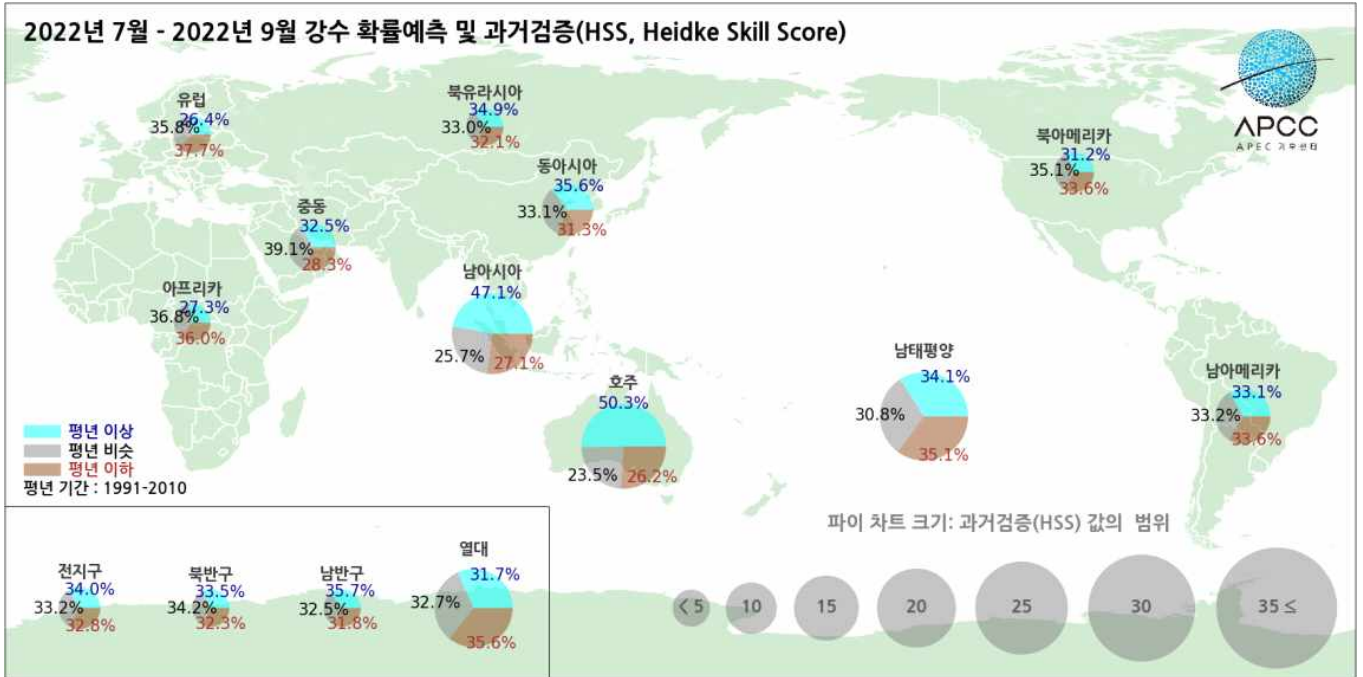 2022년 7월 - 2022년 9월 강수 확률예측 및 과거검증(HSS, Heidke Skill Score)
APCC
APEC 기후센터
유럽
26.4%
35.8%
37.7%
북유라시아
34.9%
33.0%
32.1%
북아메리카
31.2%
35.1%
33.6%
동아시아
35.6%
33.1%
31.3%
중동
32.5%
39.1%
28.3%
남아시아
47.1%
25.7%
27.1%
아프리카
27.3%
36.8%
36.0%
남태평양
34.1%
30.8%
35.1%
남아메리카
33.1%
33.2%
33.6%
호주
50.3%
23.5%
26.2%
평년 이상
평년 비슷
평년 이하
평년 기간 : 1991-2010
파이 차트 크기: 과거검증(HSS) 값의 범위
< 5
10
15
20
25
30
35 ≤
전지구
34.0%
33.2%
32.8%
북반구
33.5%
34.2%
32.3%
남반구
35.7%
32.5%
31.8%
열대
31.7%
32.7%
35.6%